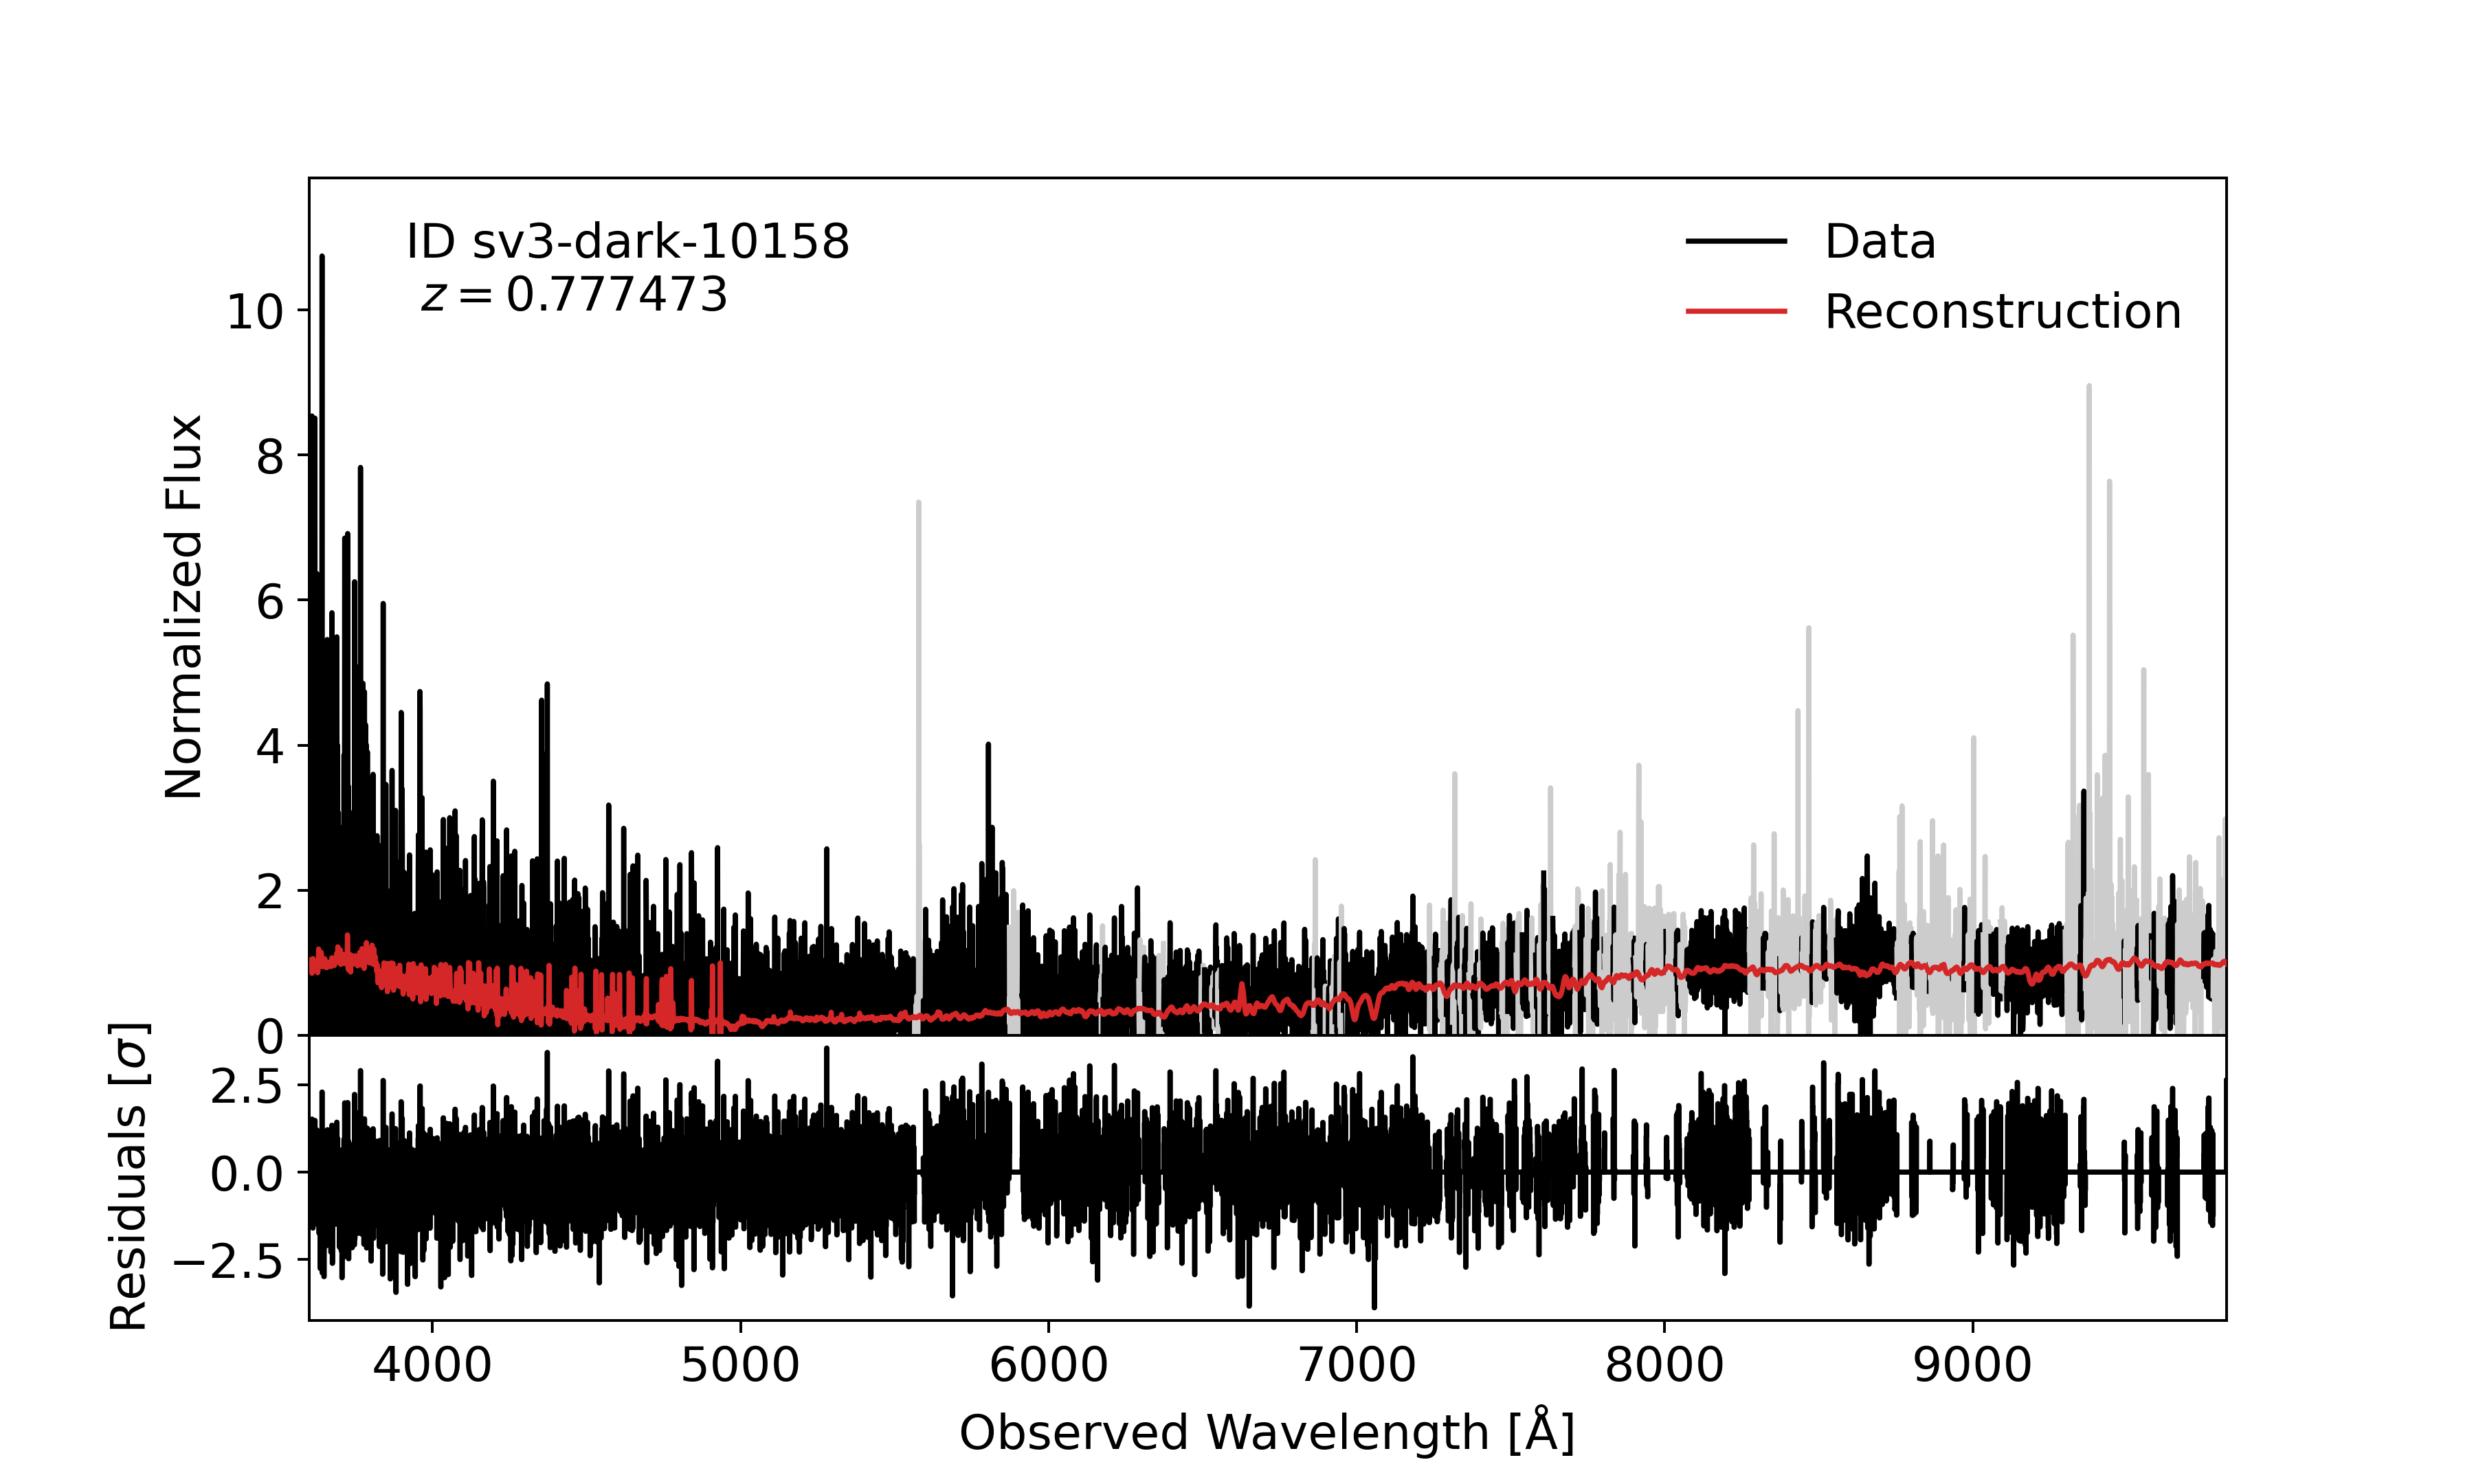 ID sv3-dark-10158
z = 0.777473
Data
Reconstruction
Normalized Flux
10
8
6
4
2
0
Residuals [σ]
2.5
0.0
−2.5
4000 5000 6000 7000 8000 9000
Observed Wavelength [Å]